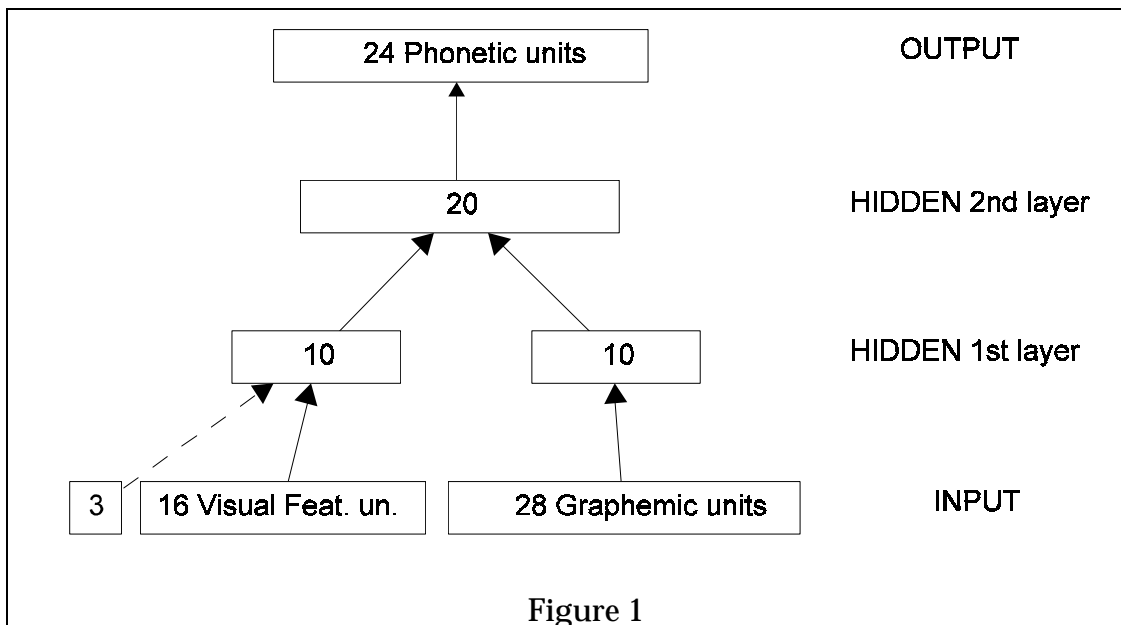 24 Phonetic units OUTPUT
20 HIDDEN 2nd layer
10 10 HIDDEN 1st layer
3 16 Visual Feat. un. 28 Graphemic units INPUT
Figure 1